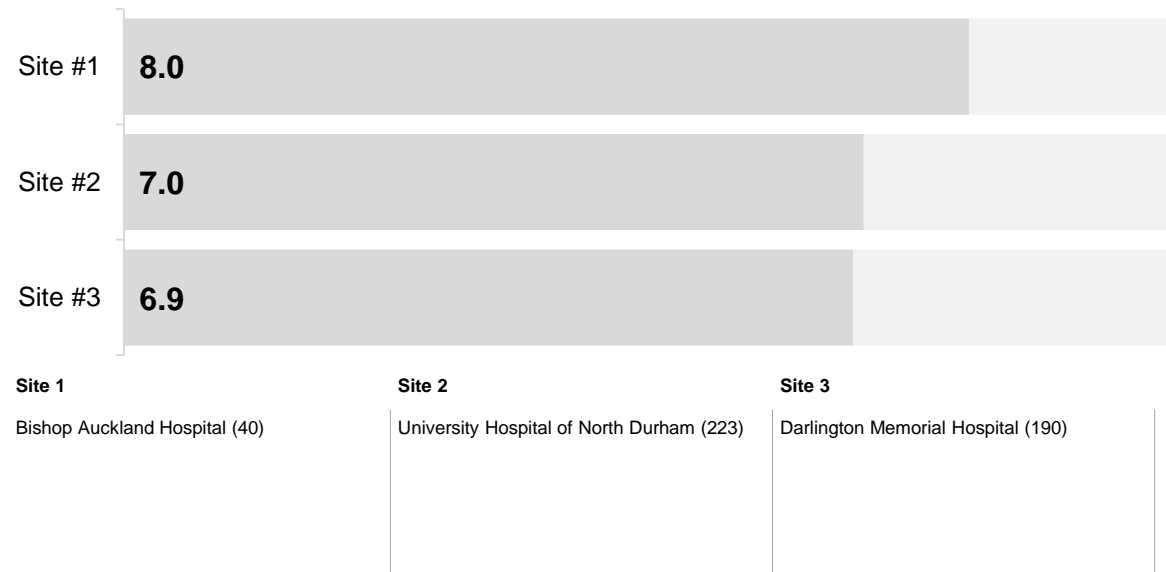 Site #1 8.0
Site #2 7.0
Site #3 6.9
Site 1 Site 2 Site 3
Bishop Auckland Hospital (40) University Hospital of North Durham (223) Darlington Memorial Hospital (190)